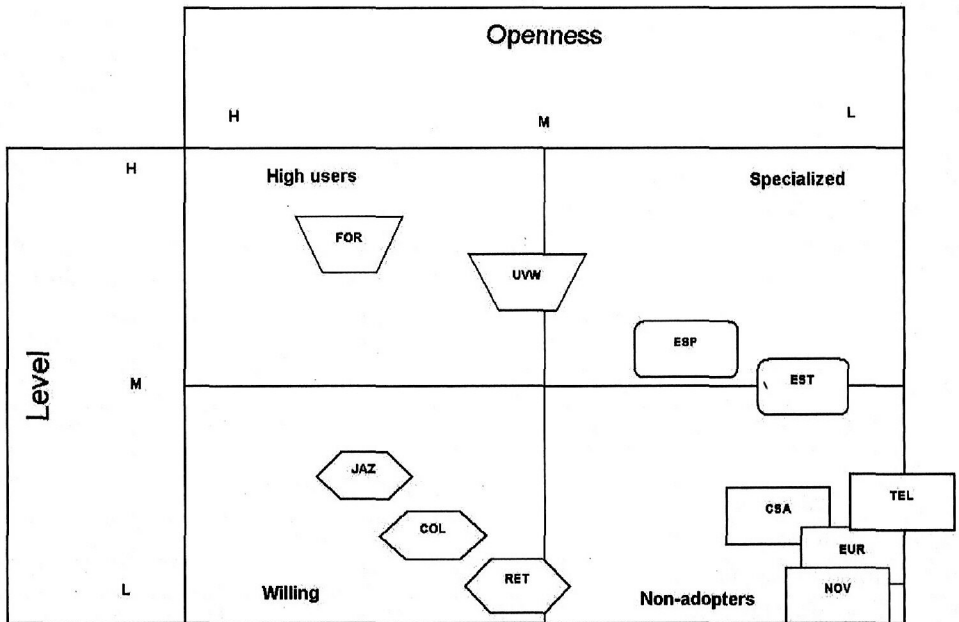 Openness
H
M
L
Level
H
M
L
High users
Specialized
FOR
UVW
ESP
EST
JAZ
COL
RET
CSA
TEL
EUR
NOV
Willing
Non-adopters